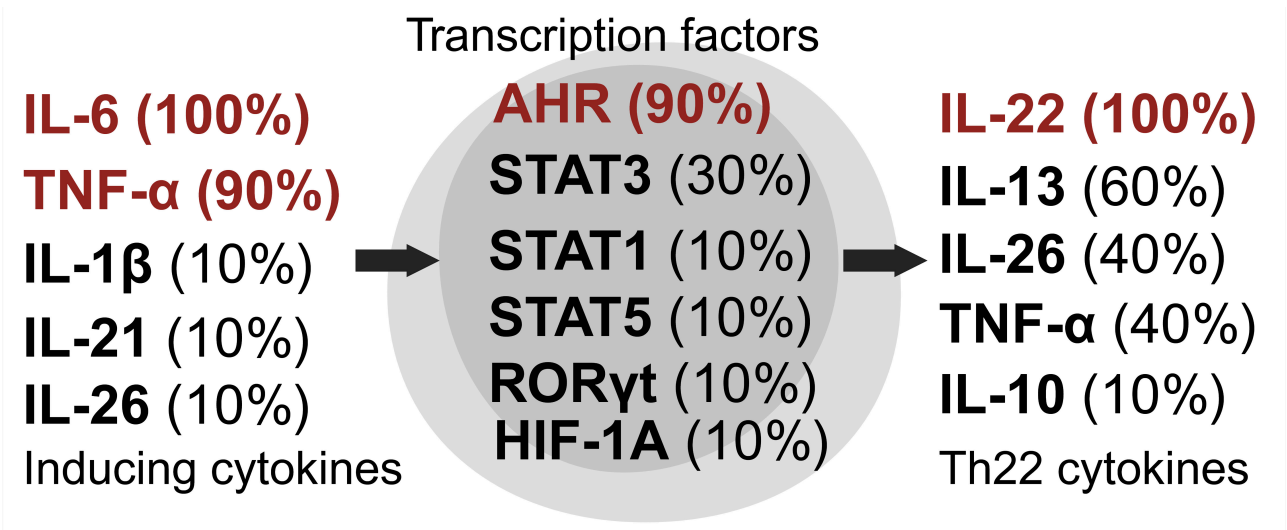 Transcription factors
IL-6 (100%)
TNF-α (90%)
IL-1β (10%)
IL-21 (10%)
IL-26 (10%)
Inducing cytokines
AHR (90%)
STAT3 (30%)
STAT1 (10%)
STAT5 (10%)
RORγt (10%)
HIF-1A (10%)
IL-22 (100%)
IL-13 (60%)
IL-26 (40%)
TNF-α (40%)
IL-10 (10%)
Th22 cytokines